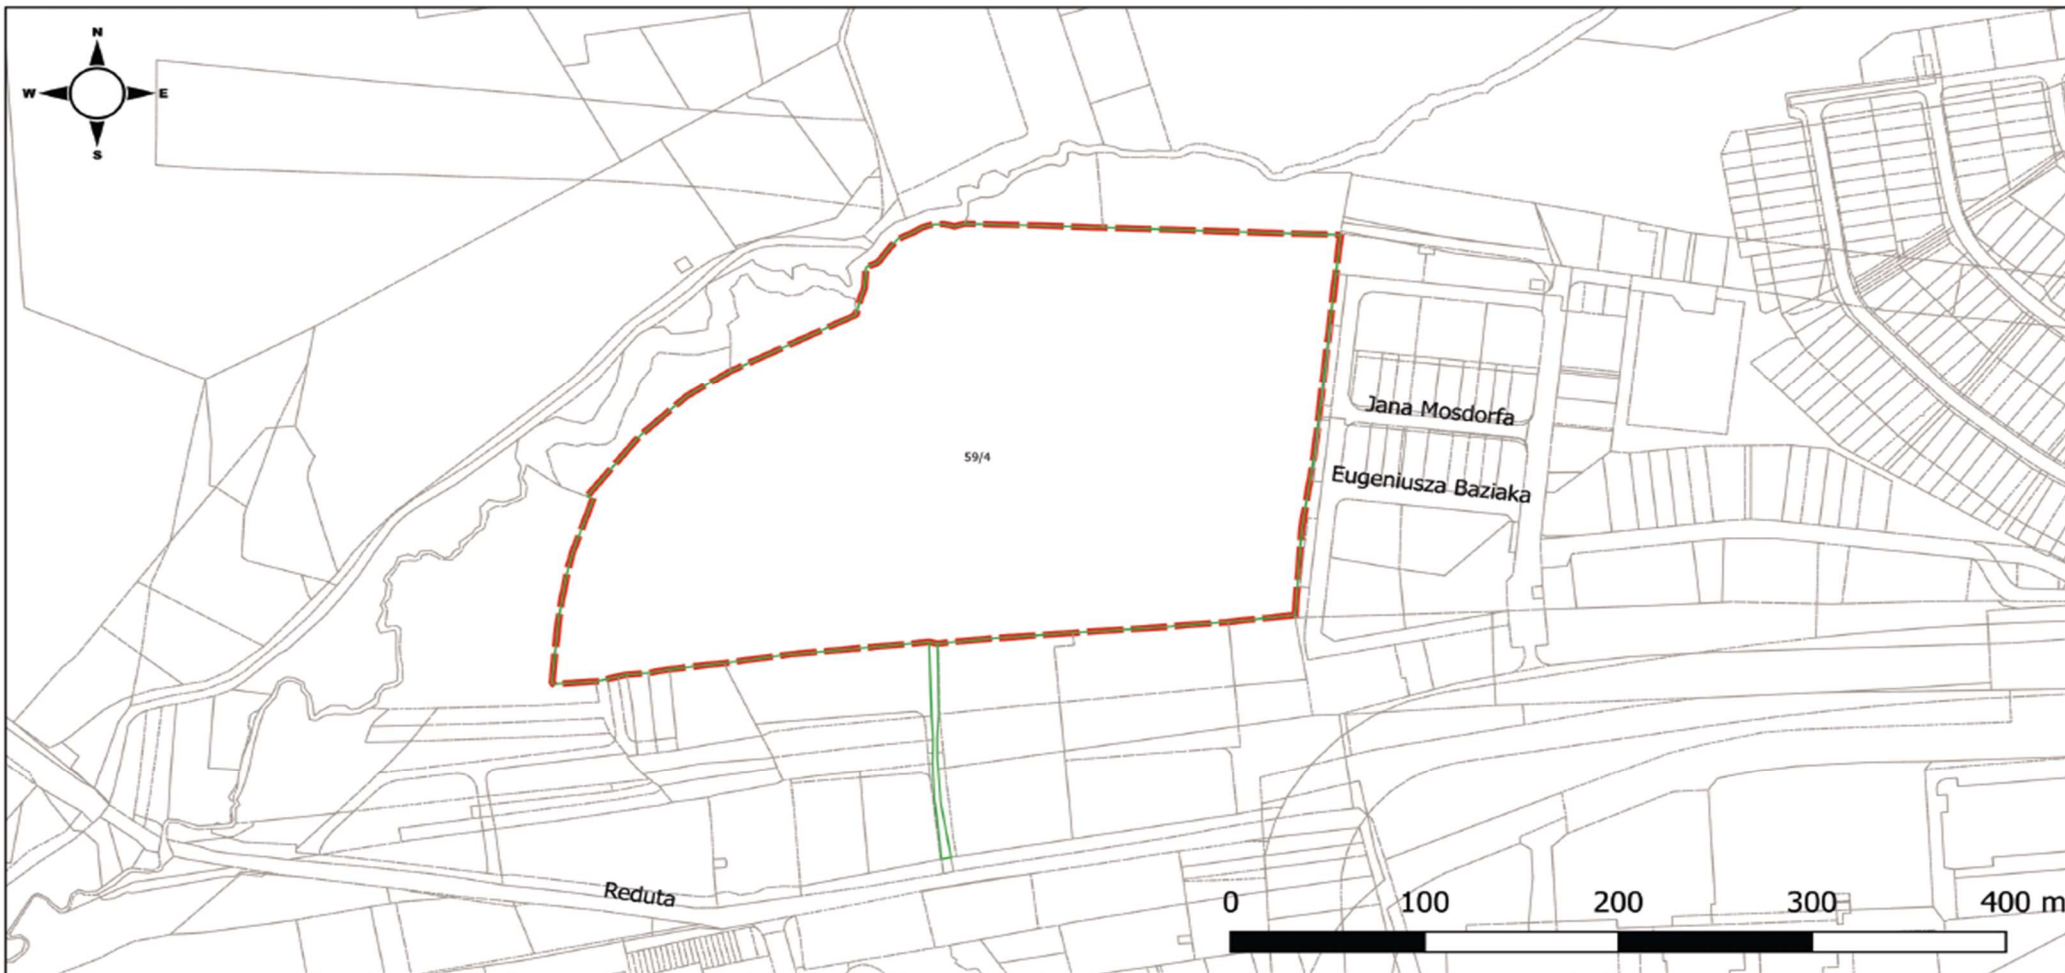 N
W E
S
59/4
Jana Mosdorfa
Eugeniusza Baziaka
Reduta
0 100 200 300 400 m